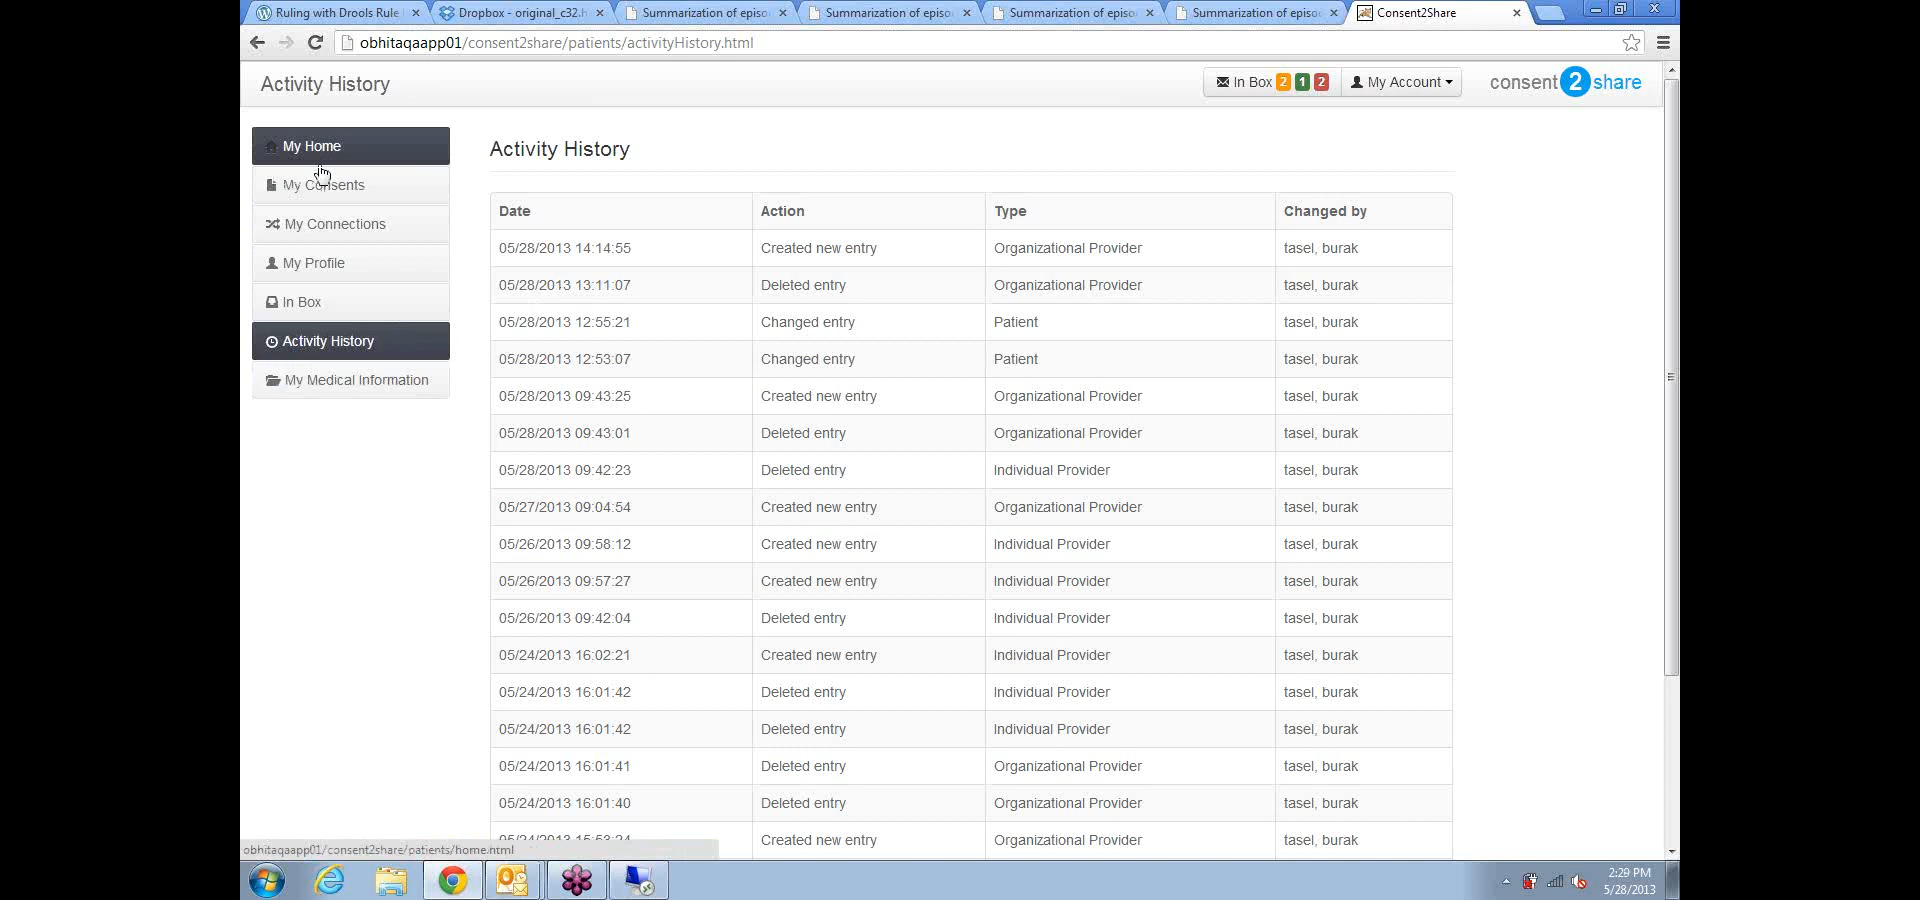 Ruling with Drools Rule
Dropbox - original_c32.h
Summarization of episo
Summarization of episo
Summarization of episo
Summarization of episo
Consent2Share
obhitaqaapp01/consent2share/patients/activityHistory.html
Activity History
In Box 2 1 2
My Account
consent 2 share
My Home
My Consents
My Connections
My Profile
In Box
Activity History
My Medical Information
Activity History
Date Action Type Changed by
05/28/2013 14:14:55 Created new entry Organizational Provider tasel, burak
05/28/2013 13:11:07 Deleted entry Organizational Provider tasel, burak
05/28/2013 12:55:21 Changed entry Patient tasel, burak
05/28/2013 12:53:07 Changed entry Patient tasel, burak
05/28/2013 09:43:25 Created new entry Organizational Provider tasel, burak
05/28/2013 09:43:01 Deleted entry Organizational Provider tasel, burak
05/28/2013 09:42:23 Deleted entry Individual Provider tasel, burak
05/27/2013 09:04:54 Created new entry Organizational Provider tasel, burak
05/26/2013 09:58:12 Created new entry Individual Provider tasel, burak
05/26/2013 09:57:27 Created new entry Individual Provider tasel, burak
05/26/2013 09:42:04 Deleted entry Individual Provider tasel, burak
05/24/2013 16:02:21 Created new entry Individual Provider tasel, burak
05/24/2013 16:01:42 Deleted entry Individual Provider tasel, burak
05/24/2013 16:01:42 Deleted entry Individual Provider tasel, burak
05/24/2013 16:01:41 Deleted entry Organizational Provider tasel, burak
05/24/2013 16:01:40 Deleted entry Organizational Provider tasel, burak
05/24/2013 15:53:24 Created new entry Organizational Provider tasel, burak
obhitaqaapp01/consent2share/patients/home.html
2:29 PM
5/28/2013